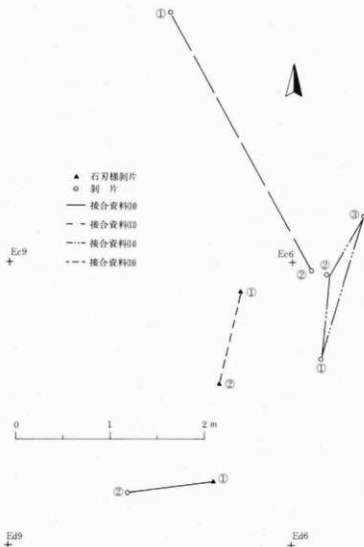 ①
▲ 石刃様剥片
○ 剥 片
接合資料
接合資料
接合資料
接合資料
③
Ec9
Ec6
②
②
①
①
②
0 1 2 m
①
②
Ed9
Ed6